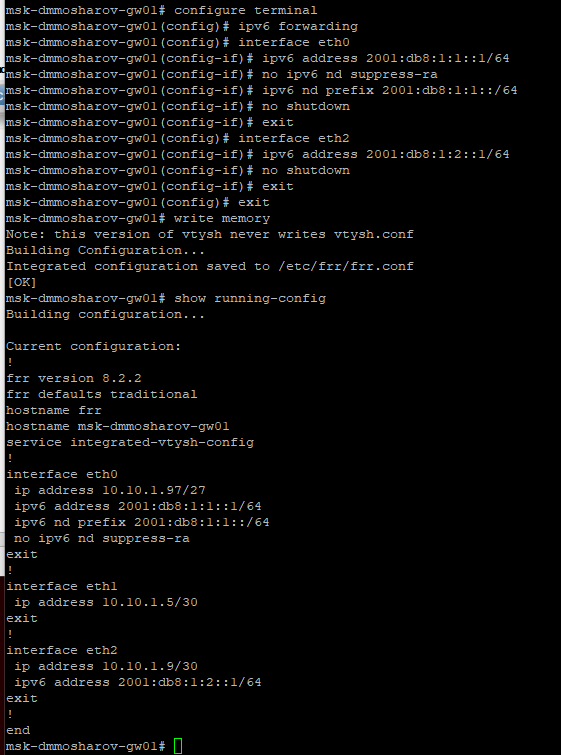 msk-dmmosharov-gw01# configure terminal
msk-dmmosharov-gw01(config)# ipv6 forwarding
msk-dmmosharov-gw01(config)# interface eth0
msk-dmmosharov-gw01(config-if)# ipv6 address 2001:db8:1:1::1/64
msk-dmmosharov-gw01(config-if)# no ipv6 nd suppress-ra
msk-dmmosharov-gw01(config-if)# ipv6 nd prefix 2001:db8:1:1::/64
msk-dmmosharov-gw01(config-if)# no shutdown
msk-dmmosharov-gw01(config-if)# exit
msk-dmmosharov-gw01(config)# interface eth2
msk-dmmosharov-gw01(config-if)# ipv6 address 2001:db8:1:2::1/64
msk-dmmosharov-gw01(config-if)# no shutdown
msk-dmmosharov-gw01(config-if)# exit
msk-dmmosharov-gw01(config)# exit
msk-dmmosharov-gw01# write memory
Note: this version of vtysh never writes vtysh.conf
Building Configuration...
Integrated configuration saved to /etc/frr/frr.conf
[OK]
msk-dmmosharov-gw01# show running-config
Building configuration...

Current configuration:
!
frr version 8.2.2
frr defaults traditional
hostname frr
hostname msk-dmmosharov-gw01
service integrated-vtysh-config
!
interface eth0
 ip address 10.10.1.97/27
 ipv6 address 2001:db8:1:1::1/64
 ipv6 nd prefix 2001:db8:1:1::/64
 no ipv6 nd suppress-ra
exit
!
interface eth1
 ip address 10.10.1.5/30
exit
!
interface eth2
 ip address 10.10.1.9/30
 ipv6 address 2001:db8:1:2::1/64
exit
!
end
msk-dmmosharov-gw01#